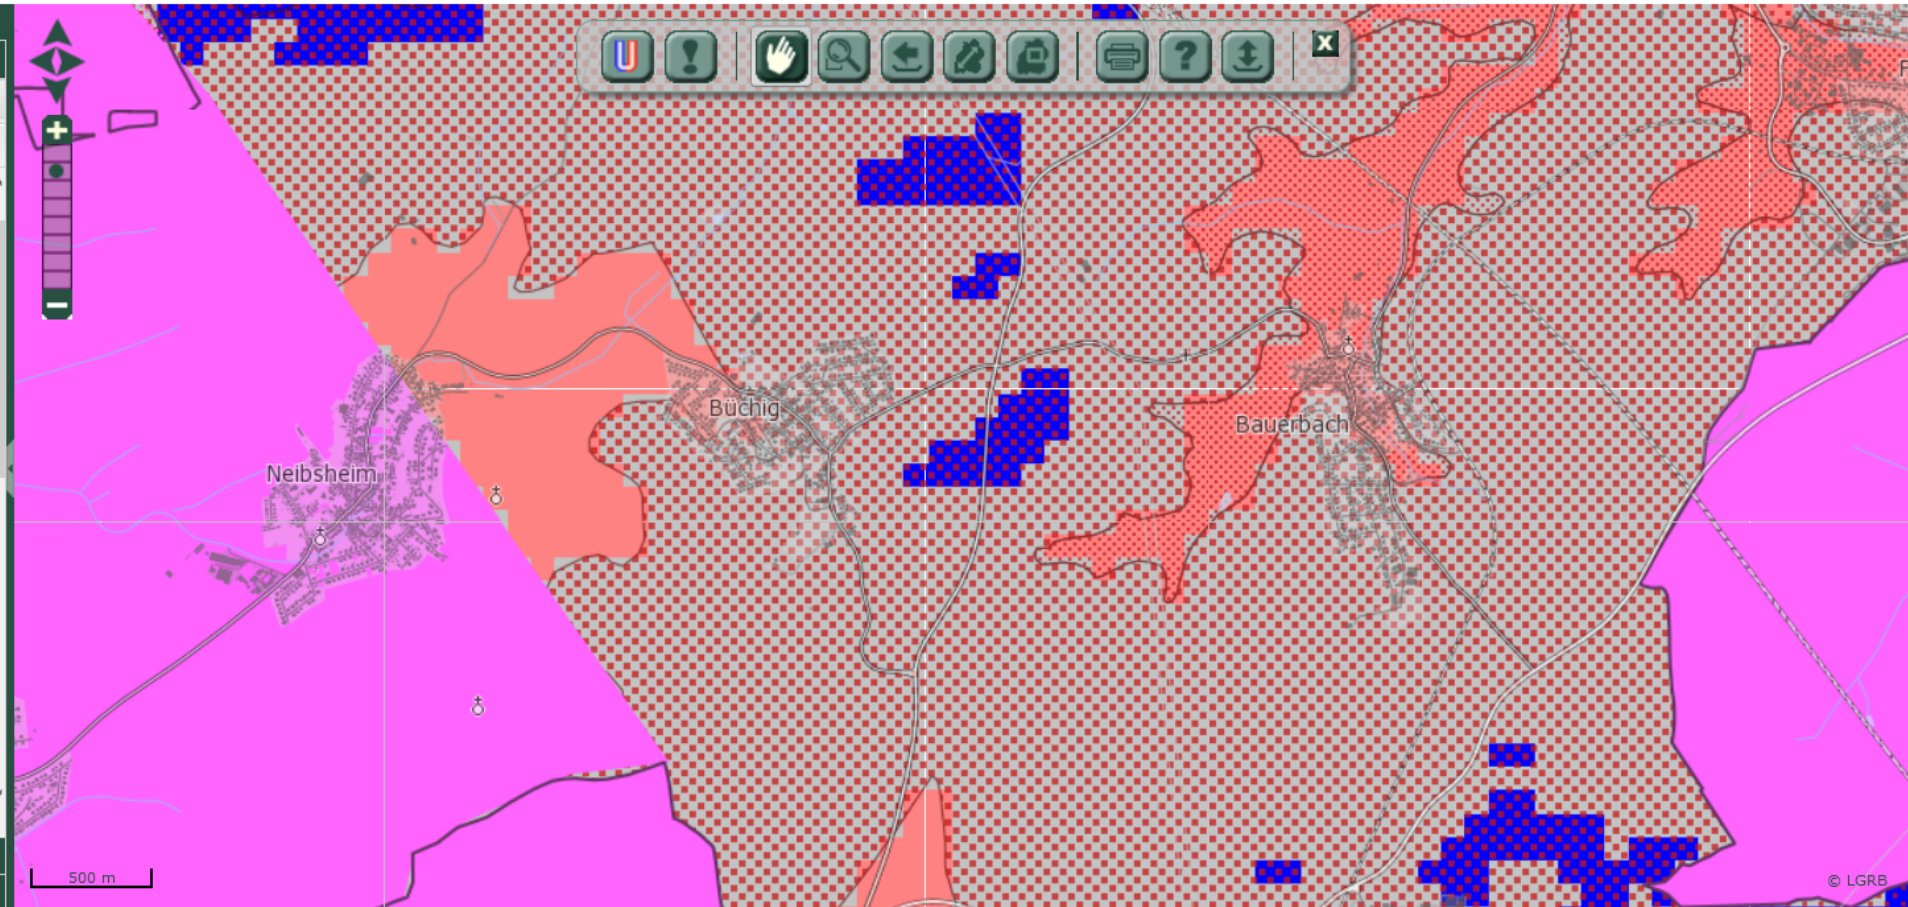 U
!
?
X
F
+
−
Büchig
Bauerbach
Neibsheim
500 m
© LGRB